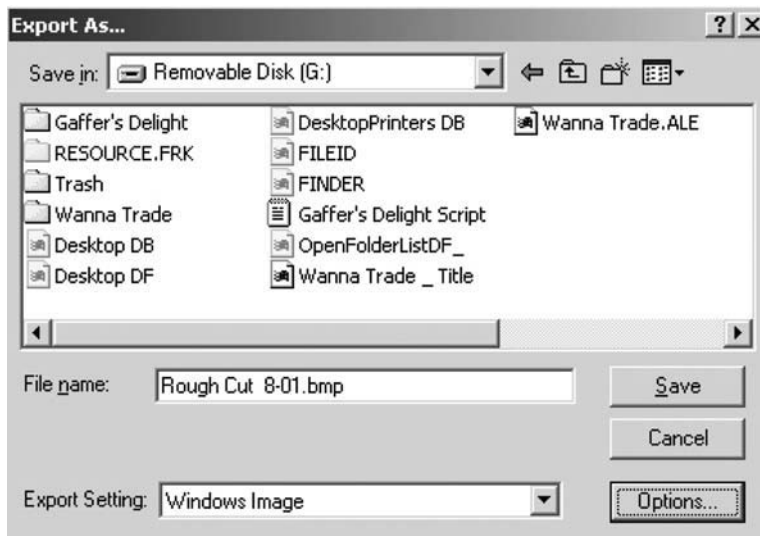 Export As...
Save in: Removable Disk (G:)
Gaffer's Delight
RESOURCE.FRK
Trash
Wanna Trade
Desktop DB
Desktop DF
DesktopPrinters DB
FILEID
FINDER
Gaffer's Delight Script
OpenFolderListDF_
Wanna Trade _ Title
Wanna Trade.ALE
File name: Rough Cut 8-01.bmp
Save
Cancel
Export Setting: Windows Image
Options...